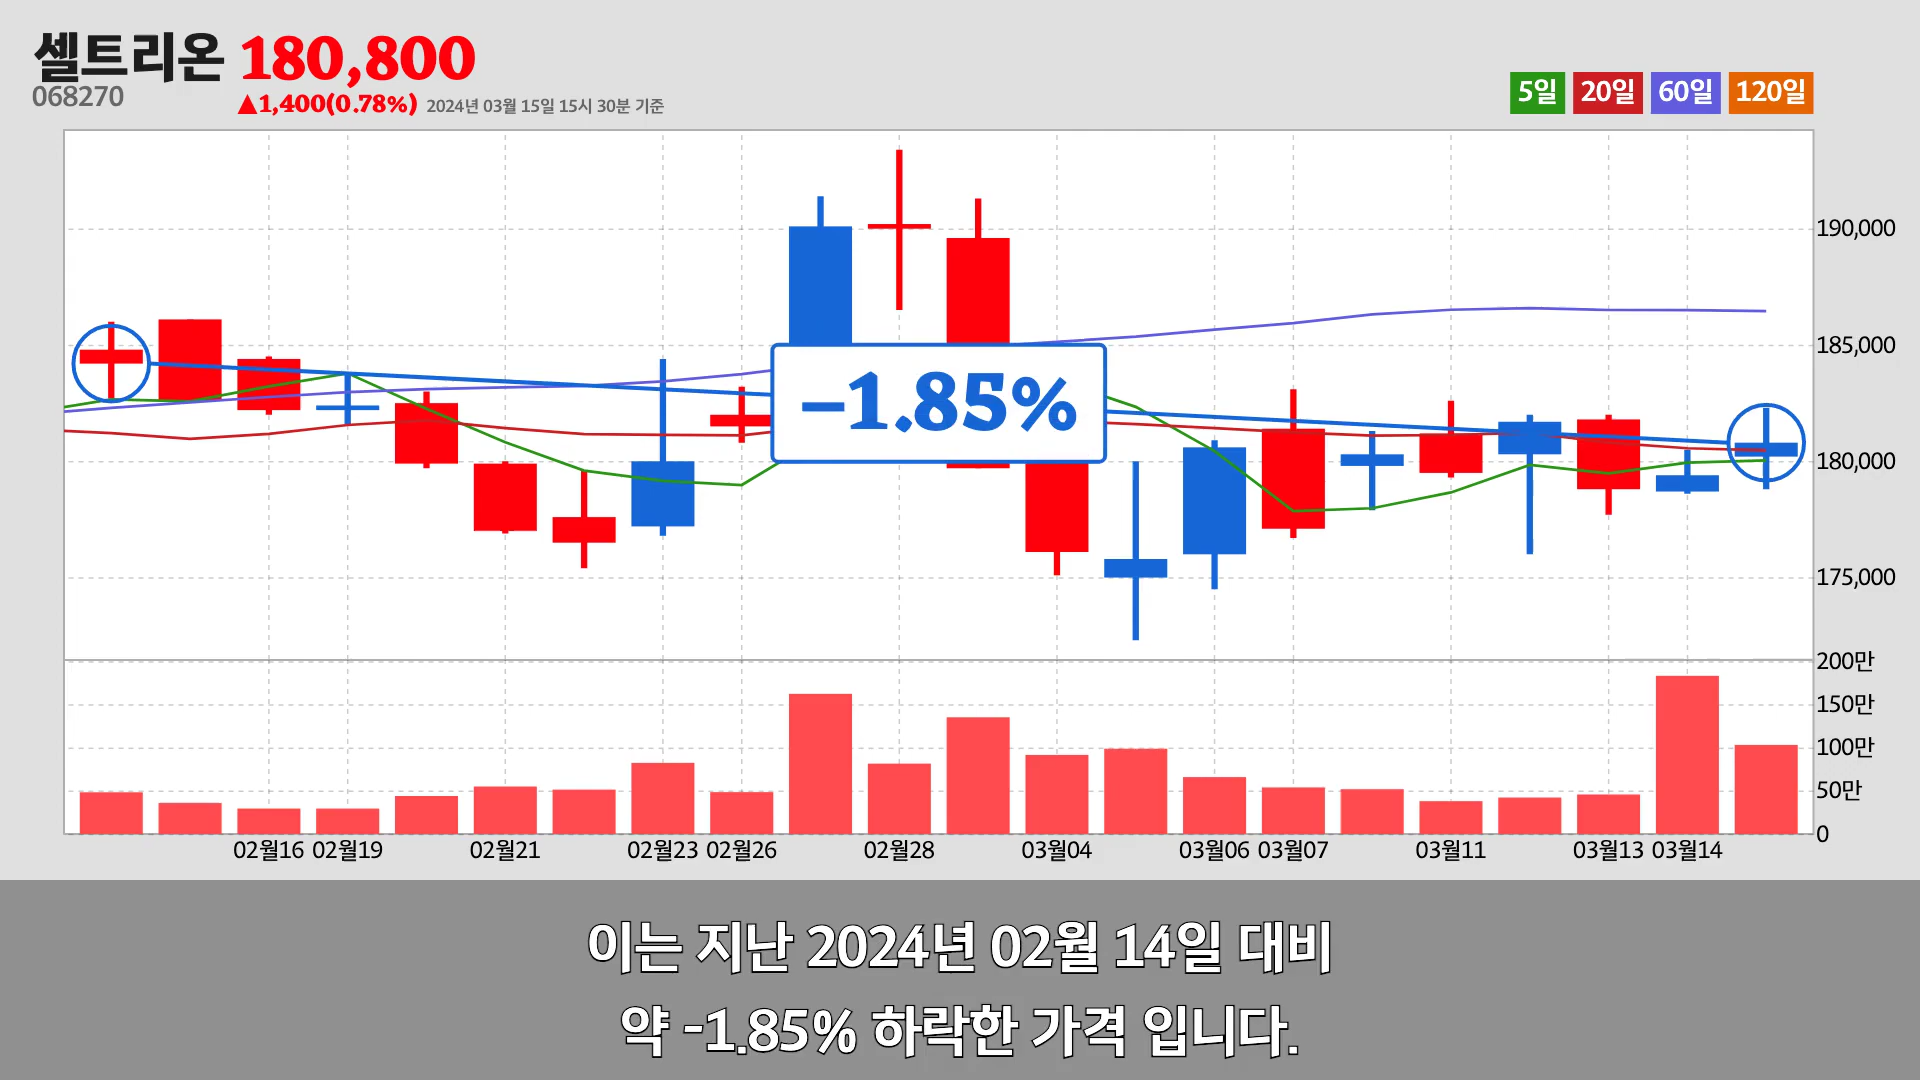 셀트리온 180,800
068270
▲1,400(0.78%) 2024년 03월 15일 15시 30분 기준
5일 20일 60일 120일
190,000
185,000
180,000
175,000
-1.85%
200만
150만
100만
50만
0
02월16 02월19 02월21 02월23 02월26 02월28 03월04 03월06 03월07 03월11 03월13 03월14
이는 지난 2024년 02월 14일 대비
약 -1.85% 하락한 가격 입니다.